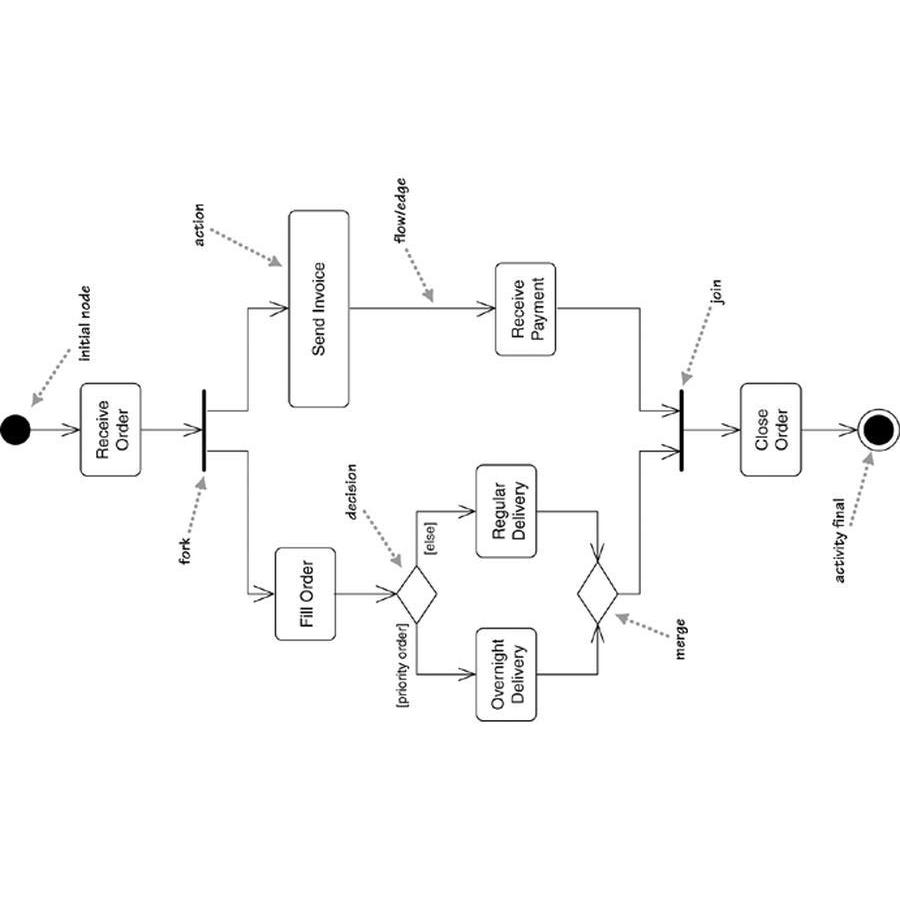 initial node
Receive
Order
fork
action
Fill Order
Send Invoice
decision
flow/edge
[priority order]
[else]
Overnight
Delivery
Regular
Delivery
Receive
Payment
merge
join
Close
Order
activity final